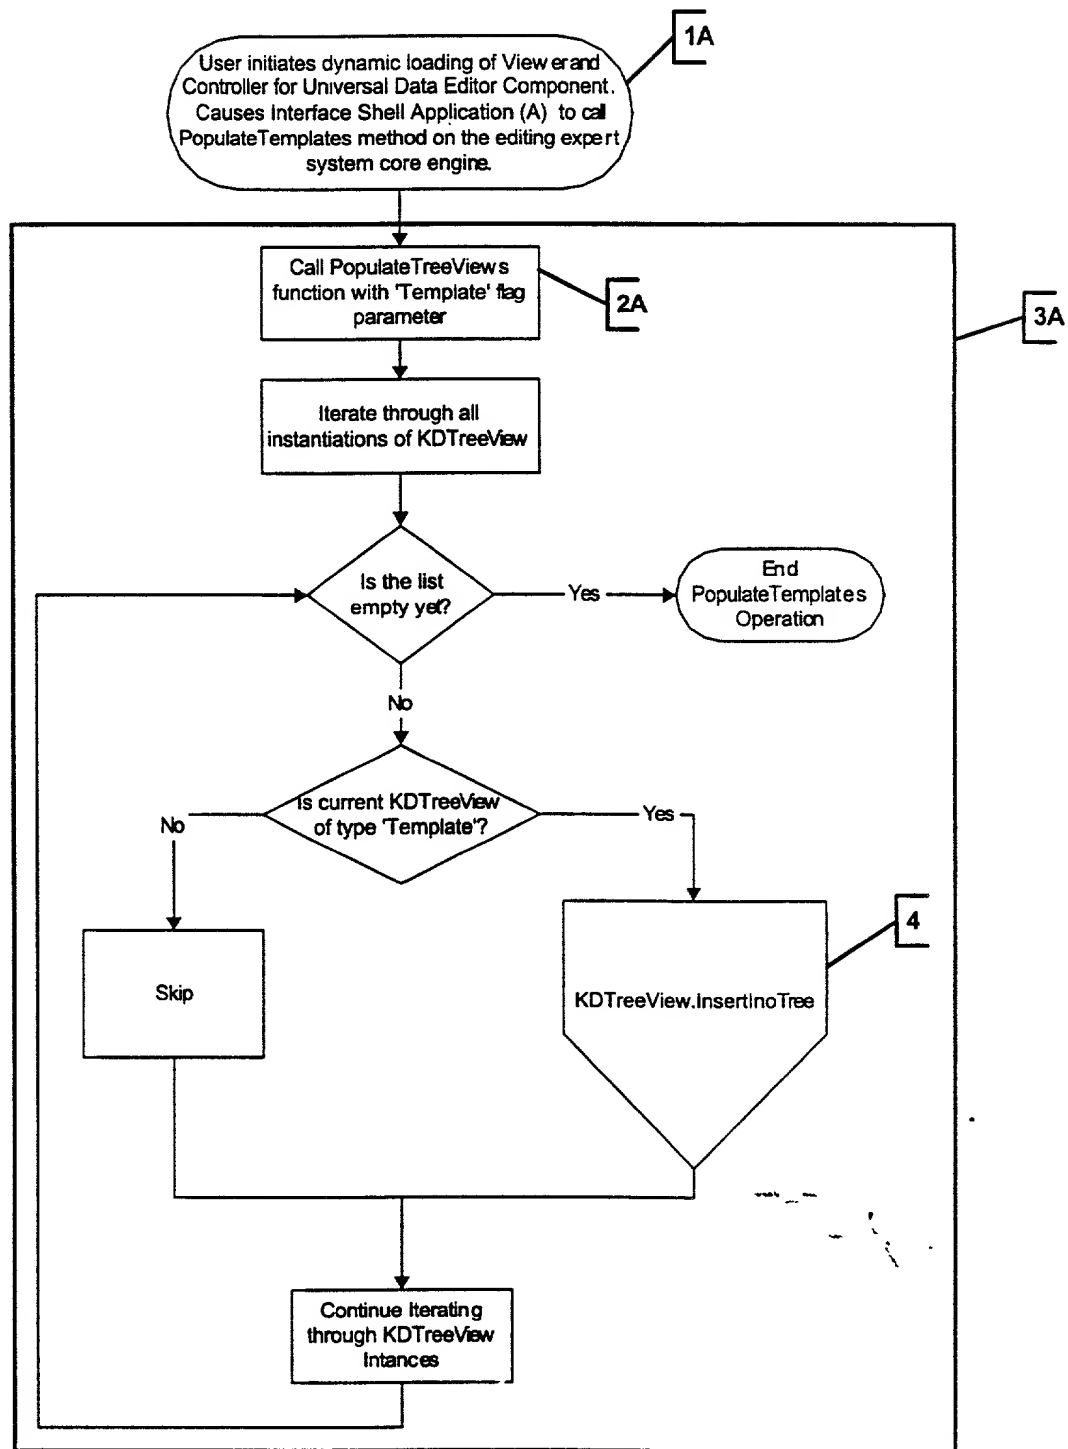 1A
User initiates dynamic loading of Viewer and
Controller for Universal Data Editor Component.
Causes Interface Shell Application (A) to call
PopulateTemplates method on the editing expert
system core engine.
Call PopulateTreeViews
function with 'Template' flag
parameter
2A
3A
Iterate through all
instantiations of KDTreeView
Is the list
empty yet?
Yes
End
PopulateTemplates
Operation
No
Is current KDTreeView
of type 'Template'?
No
Yes
4
Skip
KDTreeView.InsertInoTree
Continue Iterating
through KDTreeView
Intances